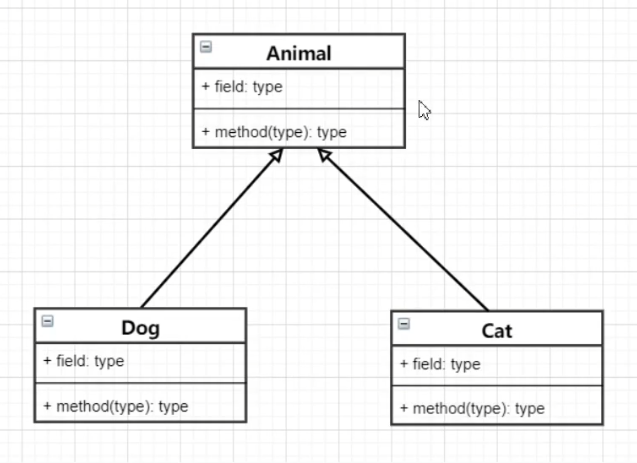 Animal
+ field: type
+ method(type): type
Dog
+ field: type
+ method(type): type
Cat
+ field: type
+ method(type): type